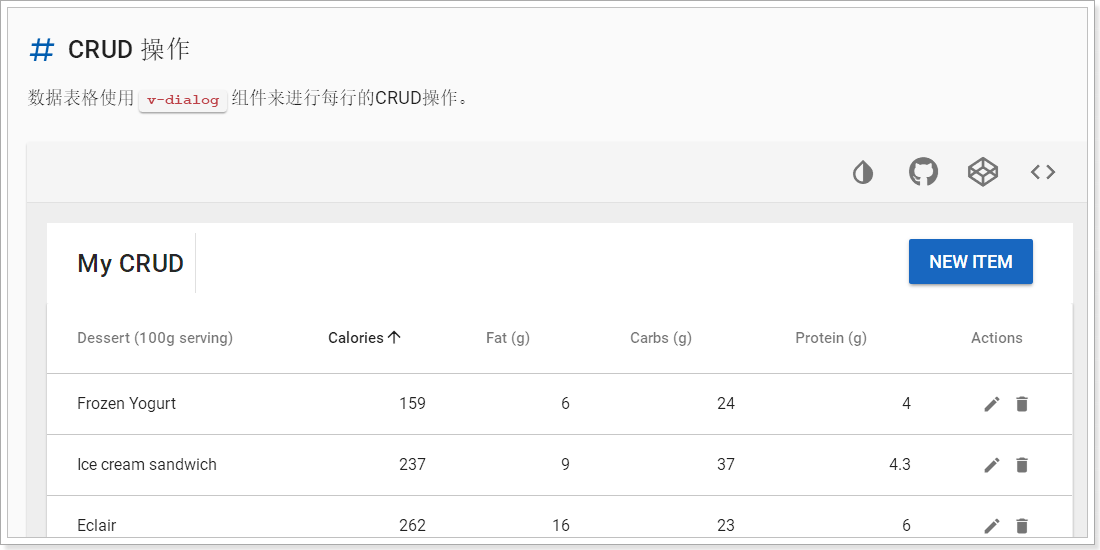 # CRUD 操作
数据表格使用 v-dialog 组件来进行每行的CRUD操作。
My CRUD NEW ITEM
Dessert (100g serving) Calories Fat (g) Carbs (g) Protein (g) Actions
Frozen Yogurt 159 6 24 4
Ice cream sandwich 237 9 37 4.3
Eclair 262 16 23 6